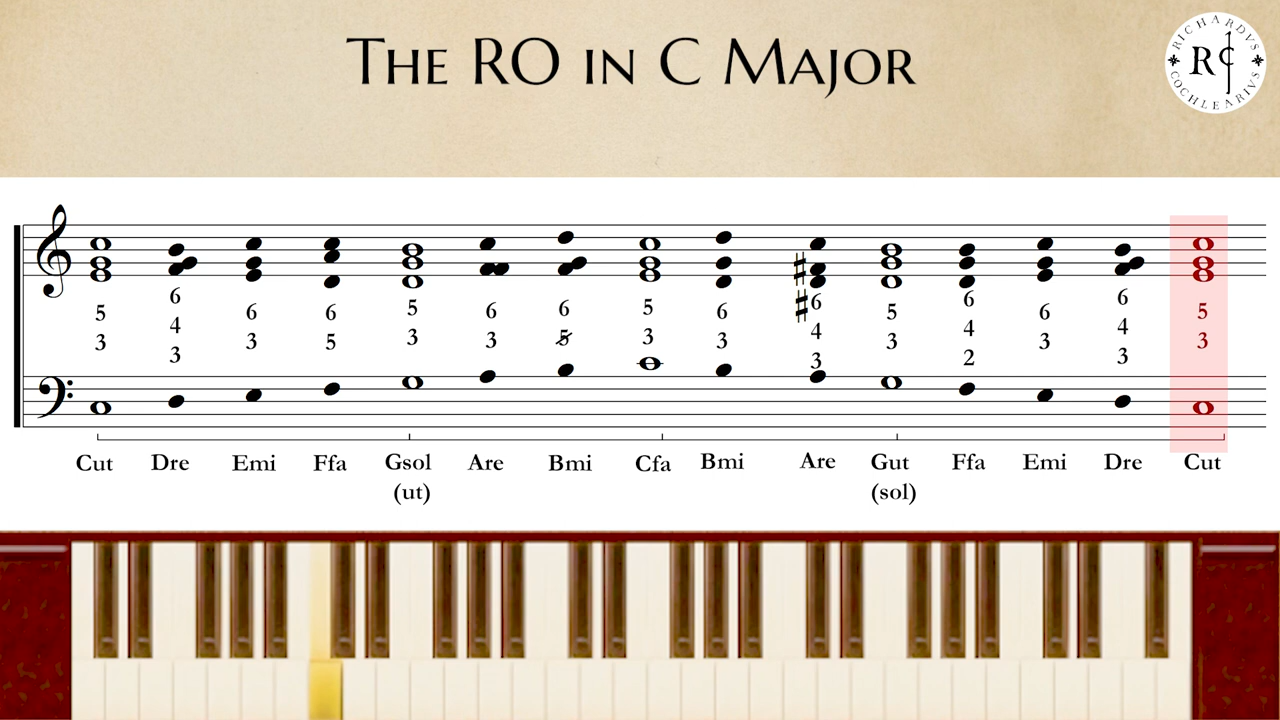 The RO in C Major
RICHARDVS COCHLEARIVS
RC
5 6 6 6 5 6 6 5 6 #6 5 6 6 6 5
3 4 3 5 3 3 5 3 3 4 3 4 3 4 3
3 3 2 3
Cut Dre Emi Ffa Gsol Are Bmi Cfa Bmi Are Gut Ffa Emi Dre Cut
(ut) (sol)